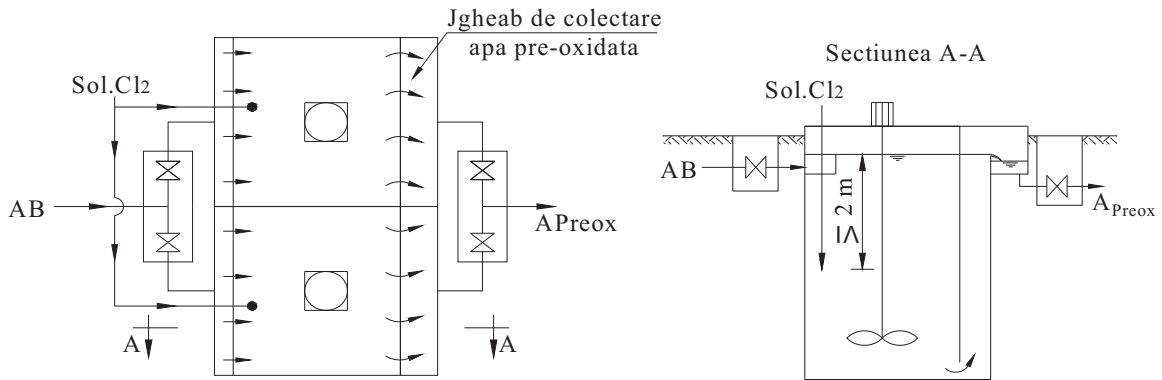 Jgheab de colectare
apa pre-oxidata
Sol.Cl2
AB
APreox
A
A
Sectiunea A-A
Sol.Cl2
AB
≥ 2 m
APreox